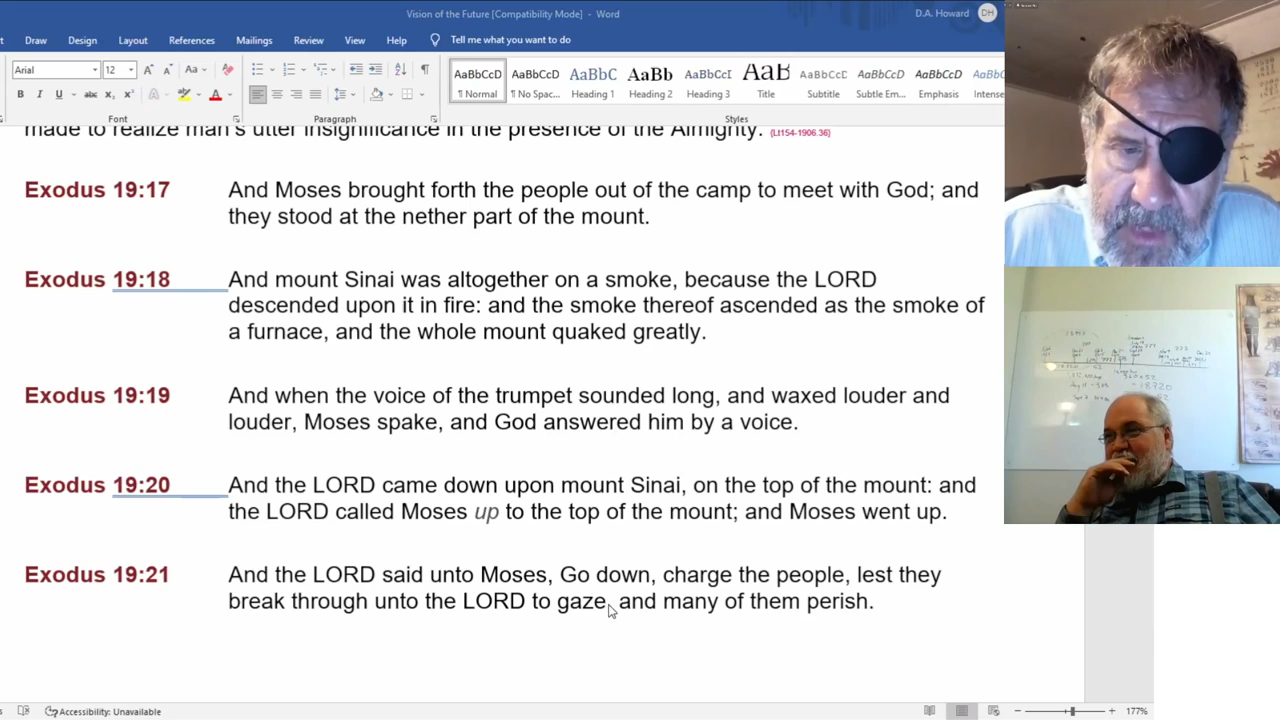 Vision of the Future [Compatibility Mode] - Word
D.A. Howard
DH
Draw Design Layout References Mailings Review View Help Tell me what you want to do
Arial 12
Font
Paragraph
AaBbCcD AaBbCcD AaBbC AaBb AaBbCcI AaB AaBbCcD AaBbCcD AaBbCcD
¶ Normal ¶ No Spac... Heading 1 Heading 2 Heading 3 Title Subtitle Subtle Em... Emphasis Intense
Styles
made to realize man's utter insignificance in the presence of the Almighty. (Lt154-1906.36)
Exodus 19:17 And Moses brought forth the people out of the camp to meet with God; and
they stood at the nether part of the mount.
Exodus 19:18 And mount Sinai was altogether on a smoke, because the LORD
descended upon it in fire: and the smoke thereof ascended as the smoke of
a furnace, and the whole mount quaked greatly.
Exodus 19:19 And when the voice of the trumpet sounded long, and waxed louder and
louder, Moses spake, and God answered him by a voice.
Exodus 19:20 And the LORD came down upon mount Sinai, on the top of the mount: and
the LORD called Moses up to the top of the mount; and Moses went up.
Exodus 19:21 And the LORD said unto Moses, Go down, charge the people, lest they
break through unto the LORD to gaze, and many of them perish.
18720
Accessibility: Unavailable
177%